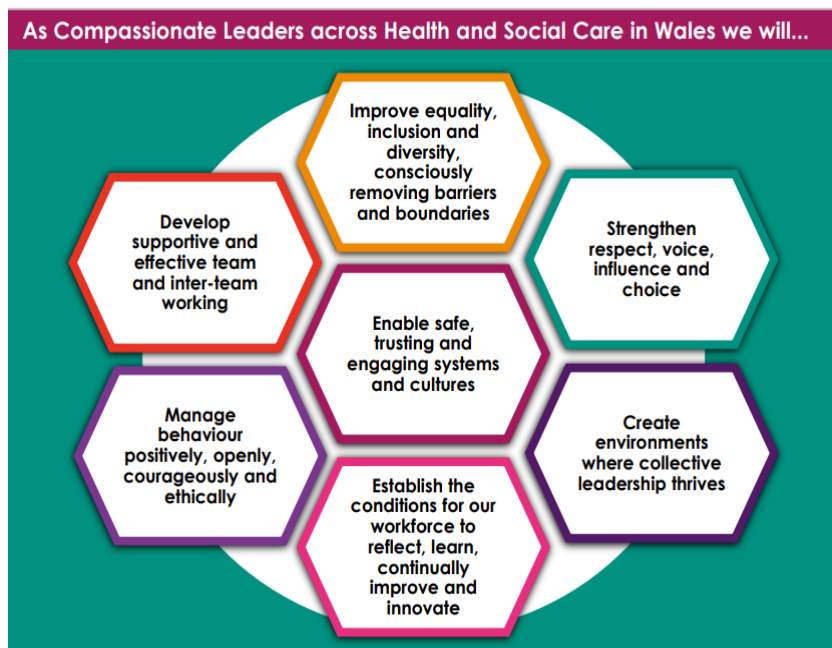 As Compassionate Leaders across Health and Social Care in Wales we will...
Improve equality,
inclusion and
diversity,
consciously
removing barriers
and boundaries
Develop
supportive and
effective team
and inter-team
working
Strengthen
respect, voice,
influence and
choice
Enable safe,
trusting and
engaging systems
and cultures
Manage
behaviour
positively, openly,
courageously and
ethically
Create
environments
where collective
leadership thrives
Establish the
conditions for our
workforce to
reflect, learn,
continually
improve and
innovate